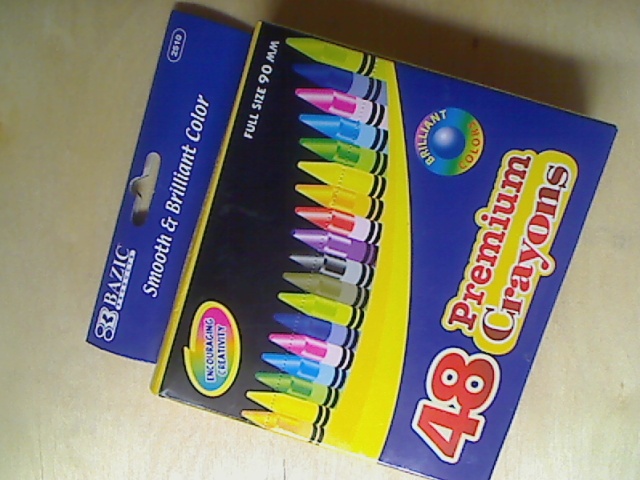 2510
BAZIC
Smooth & Brilliant Color
FULL SIZE 90 MM
ENCOURAGING
CREATIVITY
BRILLIANT
COLOR
48
Premium
Crayons